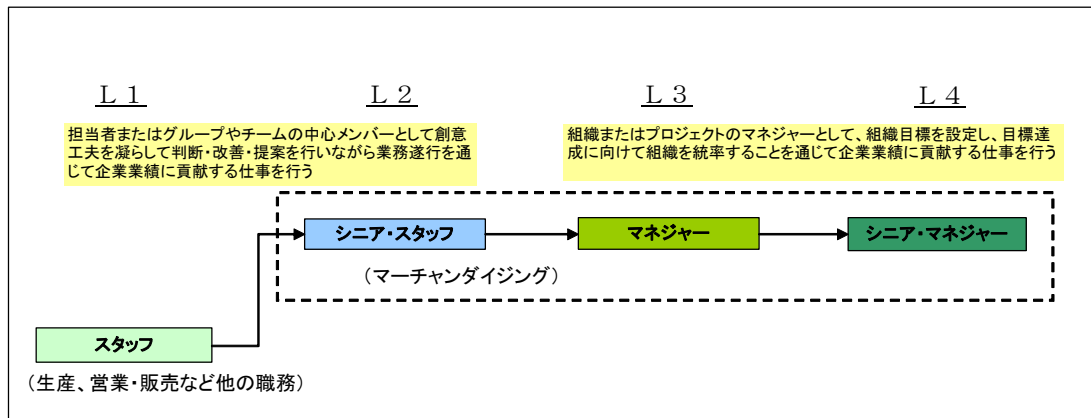 Ｌ１
Ｌ２
Ｌ３
Ｌ４
担当者またはグループやチームの中心メンバーとして創意
工夫を凝らして判断・改善・提案を行いながら業務遂行を通
じて企業業績に貢献する仕事を行う
組織またはプロジェクトのマネジャーとして、組織目標を設定し、目標達
成に向けて組織を統率することを通じて企業業績に貢献する仕事を行う
シニア・スタッフ
マネジャー
シニア・マネジャー
（マーチャンダイジング）
スタッフ
（生産、営業・販売など他の職務）